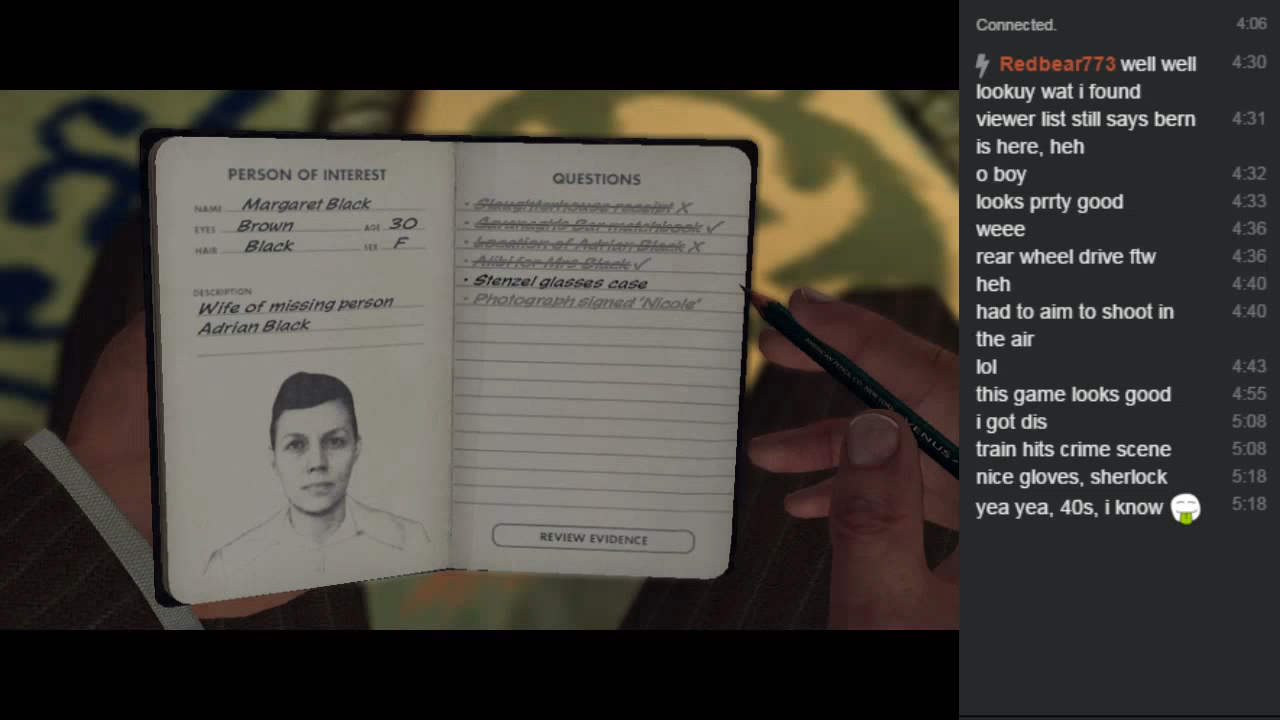 PERSON OF INTEREST
NAME Margaret Black
EYES Brown AGE 30
HAIR Black SEX F
DESCRIPTION
Wife of missing person
Adrian Black
QUESTIONS
· Slaughterhouse receipt X
· Cavanagh's Bar matchbook ✓
· Location of Adrian Black X
· Alibi for Mrs Black ✓
· Stenzel glasses case
· Photograph signed 'Nicole'
REVIEW EVIDENCE
AMERICAN PENCIL CO. NEW YORK VENUS
Connected. 4:06
Redbear773 well well 4:30
lookuy wat i found
viewer list still says bern 4:31
is here, heh
o boy 4:32
looks prrty good 4:33
weee 4:36
rear wheel drive ftw 4:36
heh 4:40
had to aim to shoot in 4:40
the air
lol 4:43
this game looks good 4:55
i got dis 5:08
train hits crime scene 5:08
nice gloves, sherlock 5:18
yea yea, 40s, i know 5:18